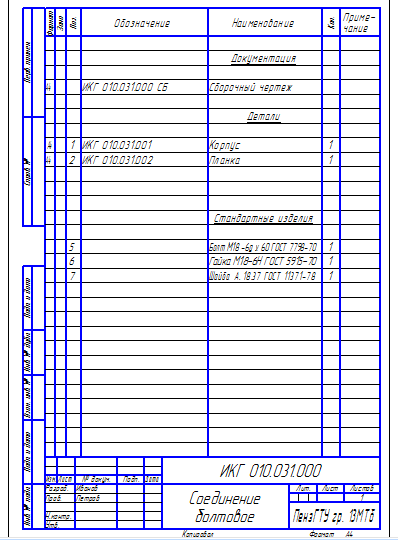 Формат
Зона
Поз.
Обозначение
Наименование
Кол.
Приме-
чание
Перв. примен.
Документация
А4 ИКГ 010.031.000 СБ Сборочный чертеж
Детали
А4 1 ИКГ 010.031.001 Корпус 1
А4 2 ИКГ 010.031.002 Планка 1
Справ. №
Стандартные изделия
5 Болт М18 -6g x 60 ГОСТ 7798-70 1
6 Гайка М18-6Н ГОСТ 5915-70 1
7 Шайба А. 18.37 ГОСТ 11371-78 1
Подп. и дата
Инв. № дубл.
Взам. инв. №
Подп. и дата
Инв. № подл.
ИКГ 010.031.000
Изм. Лист № докум. Подп. Дата
Разраб. Иванов
Пров. Петров
Н.контр.
Утв.
Соединение
болтовое
Лит. Лист Листов
1
ПензГТУ гр. 13МТб
Копировал Формат А4